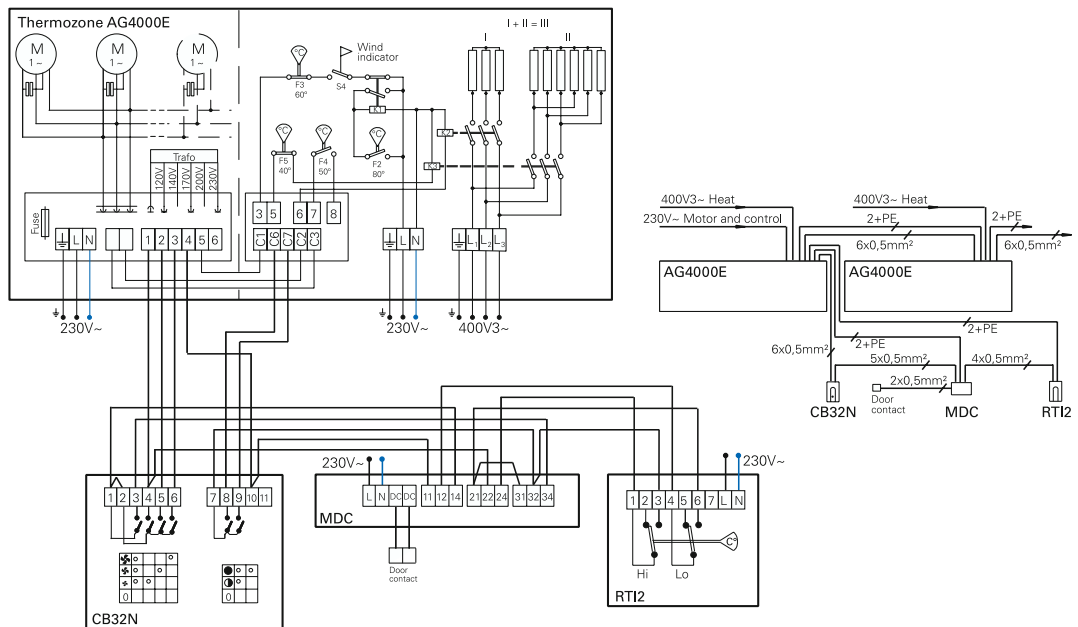 Thermozone AG4000E
I + II = III
M
1 ~
M
1 ~
M
1 ~
°C
F3
60°
Wind
indicator
S4
I
II
K1
K2
K3
°C
F5
40°
°C
F4
50°
°C
F2
80°
Trafo
120V
140V
170V
200V
230V
Fuse
L N
1 2 3 4 5 6
3 5 6 7 8
C1 C6 C7 C2 C3
L N
L1 L2 L3
230V~
230V~
400V3~
400V3~ Heat
230V~ Motor and control
400V3~ Heat
2+PE
6x0,5mm²
2+PE
6x0,5mm²
AG4000E
AG4000E
2+PE
2+PE
6x0,5mm²
5x0,5mm²
4x0,5mm²
2x0,5mm²
Door
contact
CB32N
MDC
RTI2
1 2 3 4 5 6
7 8 9 10 11
0
0
CB32N
230V~
L N DC DC
11 12 14
21 22 24
31 32 34
MDC
Door
contact
230V~
1 2 3 4 5 6 7 L N
C°
Hi
Lo
RTI2